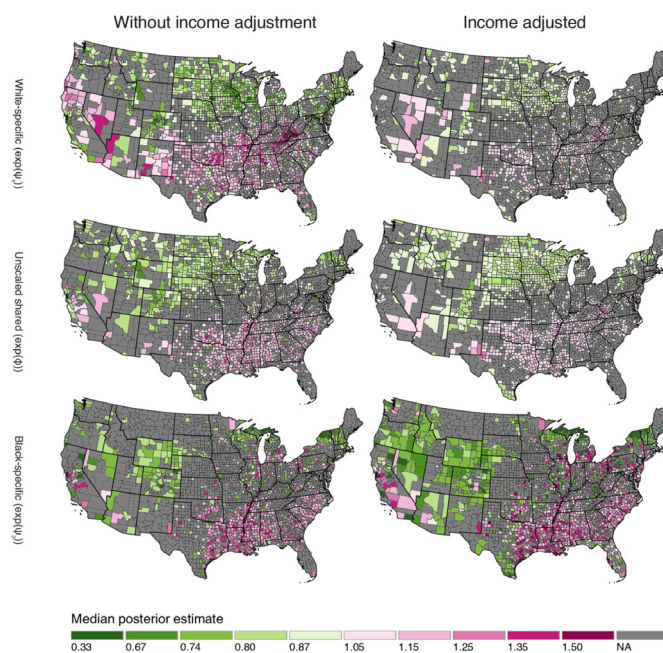 Without income adjustment
Income adjusted
White-specific (exp(ψ₁))
Unscaled shared (exp(ϕ))
Black-specific (exp(ψ₂))
Median posterior estimate
0.33 0.67 0.74 0.80 0.87 1.05 1.15 1.25 1.35 1.50 NA